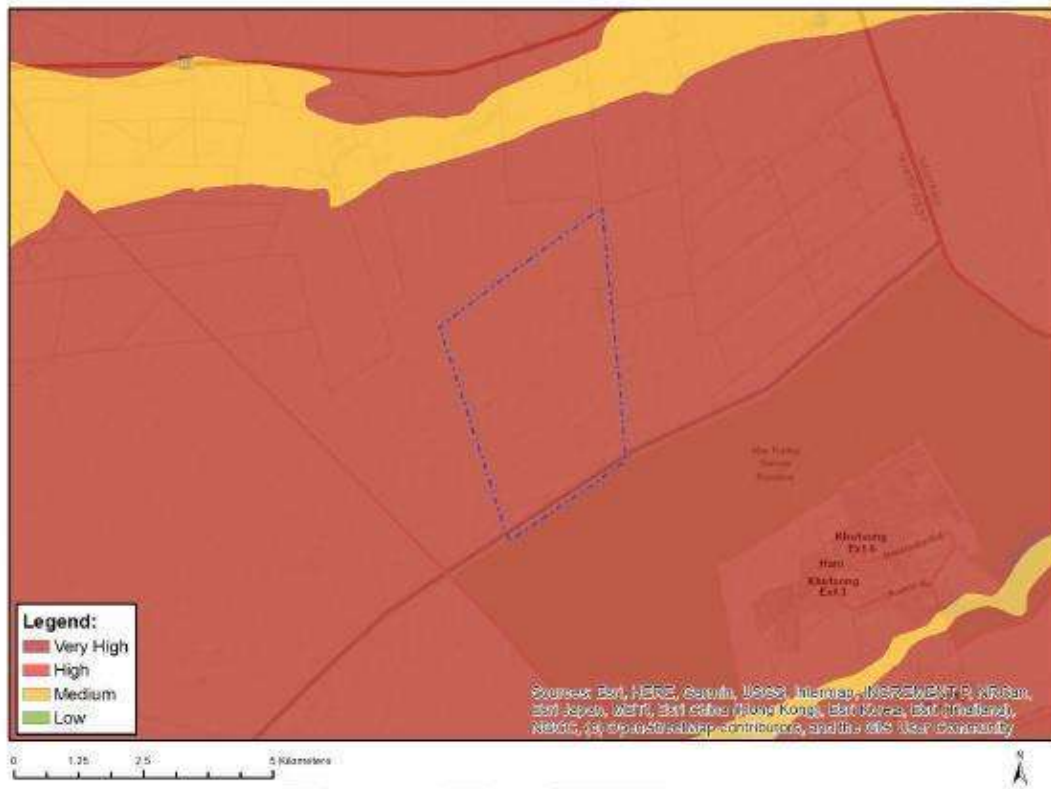 Khutsong
Ext 6
Hani
Khutsong
Ext 3
Legend:
Very High
High
Medium
Low
Sources: Esri, HERE, Garmin, USGS, Intermap, INCREMENT P, NRCan,
Esri Japan, METI, Esri China (Hong Kong), Esri Korea, Esri (Thailand),
NGCC, (c) OpenStreetMap contributors, and the GIS User Community
0 1.25 2.5 5 Kilometers
N